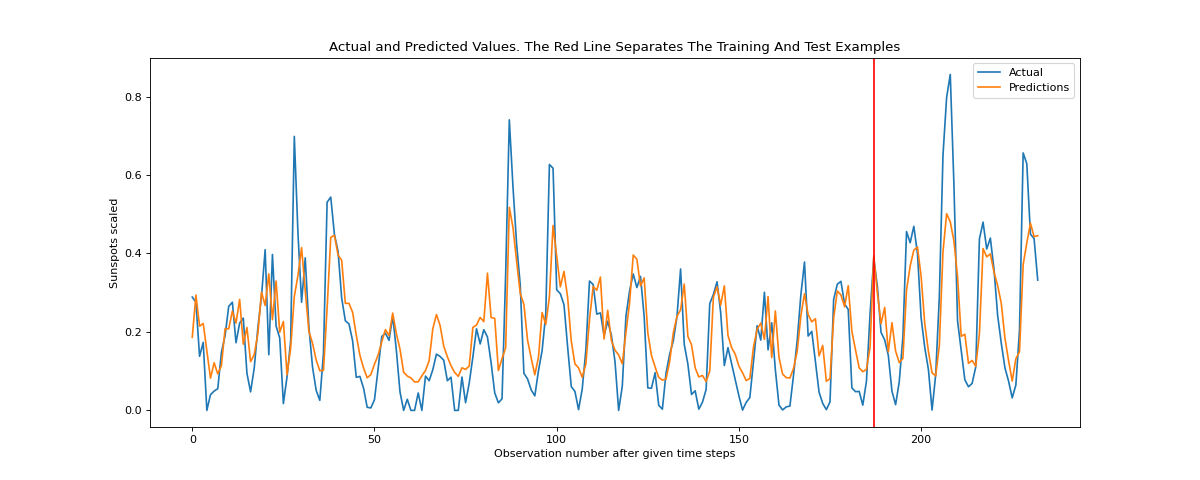 Actual and Predicted Values. The Red Line Separates The Training And Test Examples
Actual
Predictions
Sunspots scaled
0.8
0.6
0.4
0.2
0.0
0 50 100 150 200
Observation number after given time steps